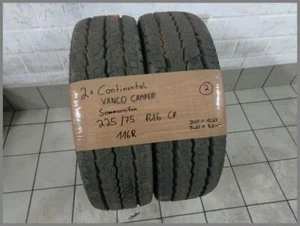 2x Continental
2
VANCO CAMPER
Sommerreifen
225/75 R16 CP
116R